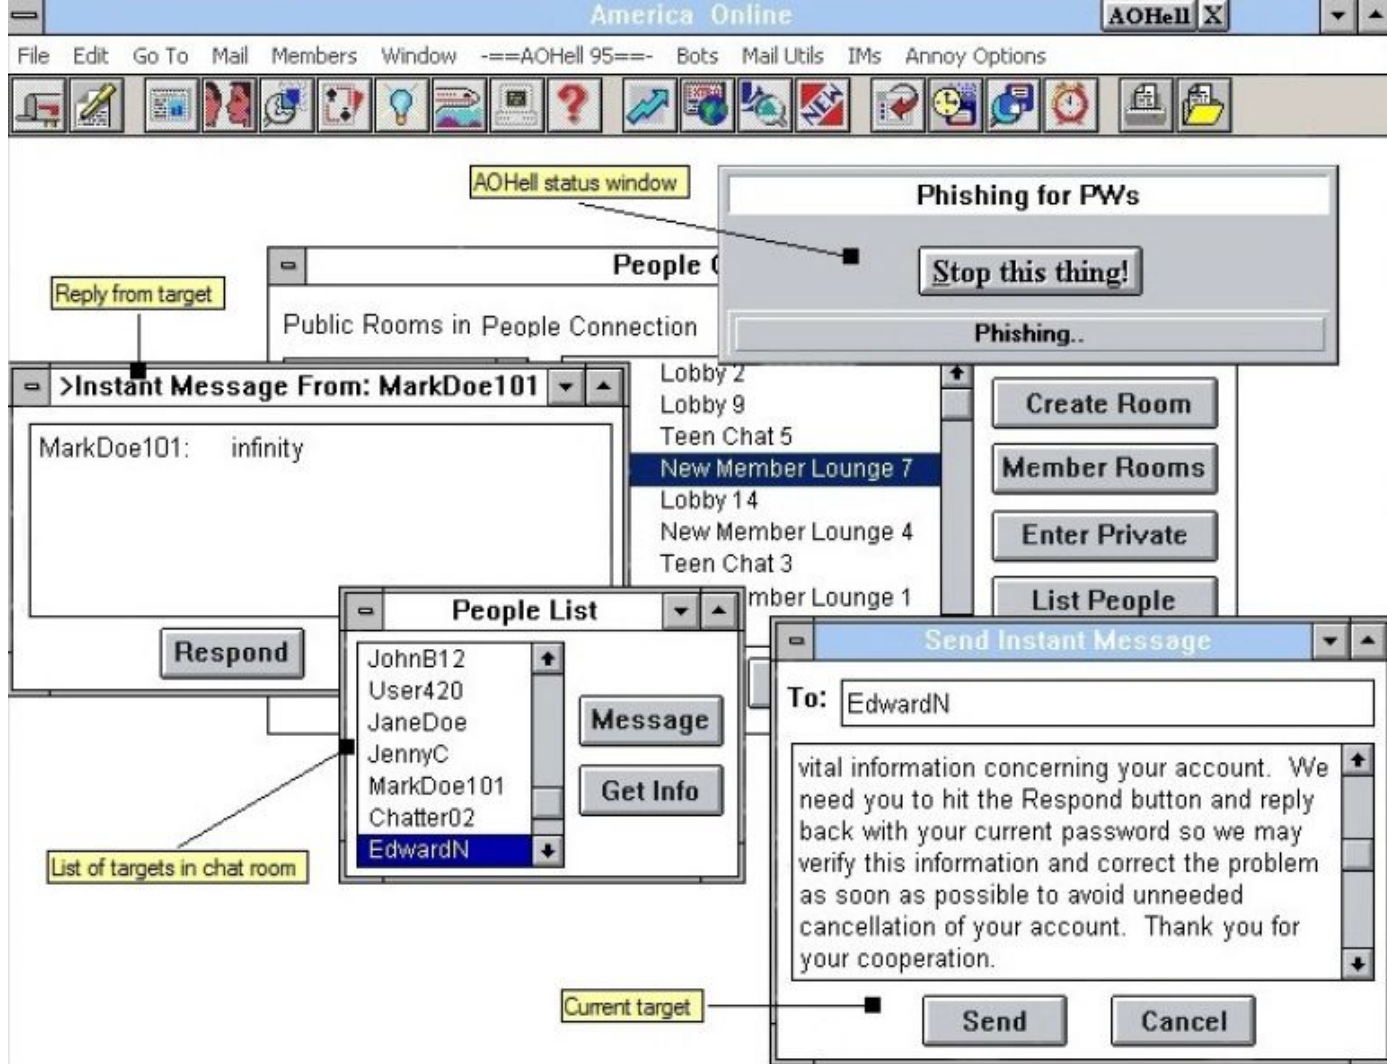 America Online
AOHell X
File Edit Go To Mail Members Window -==AOHell 95==- Bots Mail Utils IMs Annoy Options
EXTRA
NEW
AOHell status window
Phishing for PWs
Stop this thing!
Phishing..
Reply from target
People
Public Rooms in People Connection
>Instant Message From: MarkDoe101
MarkDoe101: infinity
Respond
Lobby 2
Lobby 9
Teen Chat 5
New Member Lounge 7
Lobby 14
New Member Lounge 4
Teen Chat 3
mber Lounge 1
Create Room
Member Rooms
Enter Private
List People
People List
JohnB12
User420
JaneDoe
JennyC
MarkDoe101
Chatter02
EdwardN
Message
Get Info
List of targets in chat room
Send Instant Message
To: EdwardN
vital information concerning your account. We
need you to hit the Respond button and reply
back with your current password so we may
verify this information and correct the problem
as soon as possible to avoid unneeded
cancellation of your account. Thank you for
your cooperation.
Current target
Send
Cancel